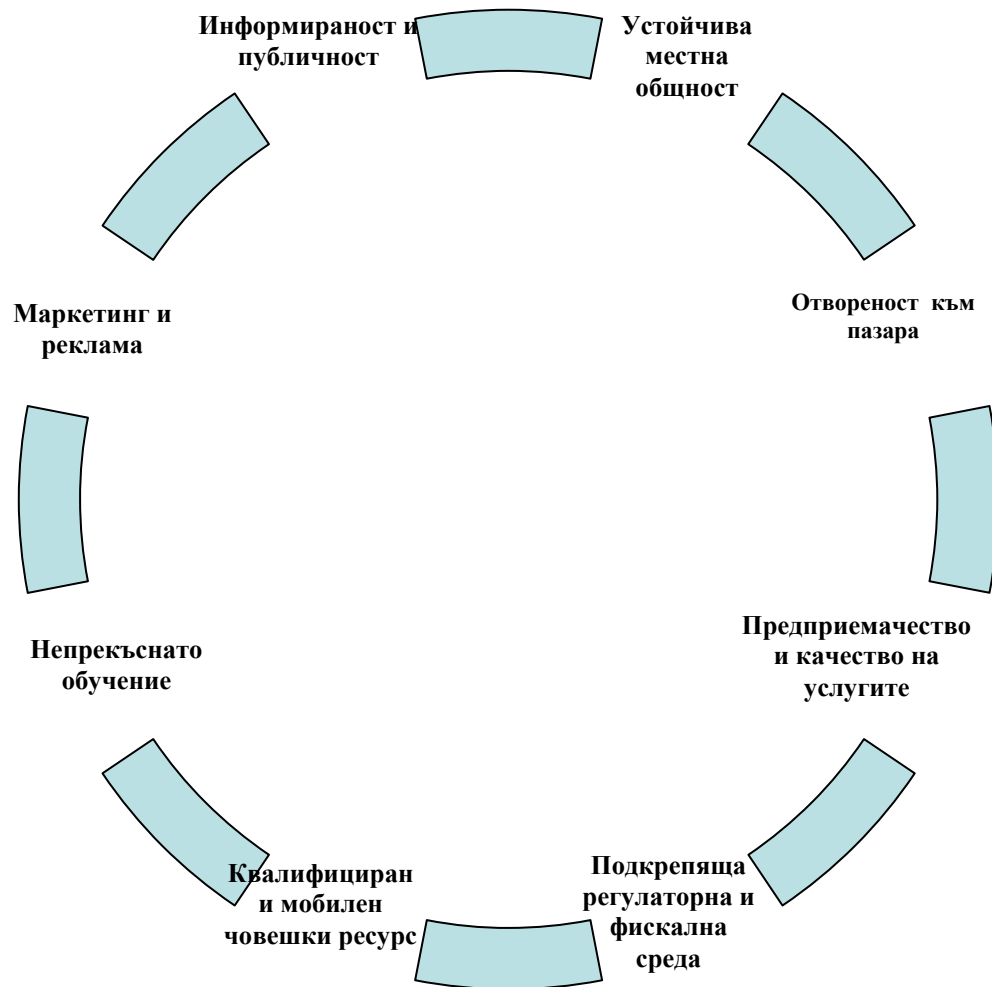 Информираност и
публичност
Устойчива
местна
общност
Отвореност към
пазара
Предприемачество
и качество на
услугите
Подкрепяща
регулаторна и
фискална
среда
Квалифициран
и мобилен
човешки ресурс
Непрекъснато
обучение
Маркетинг и
реклама